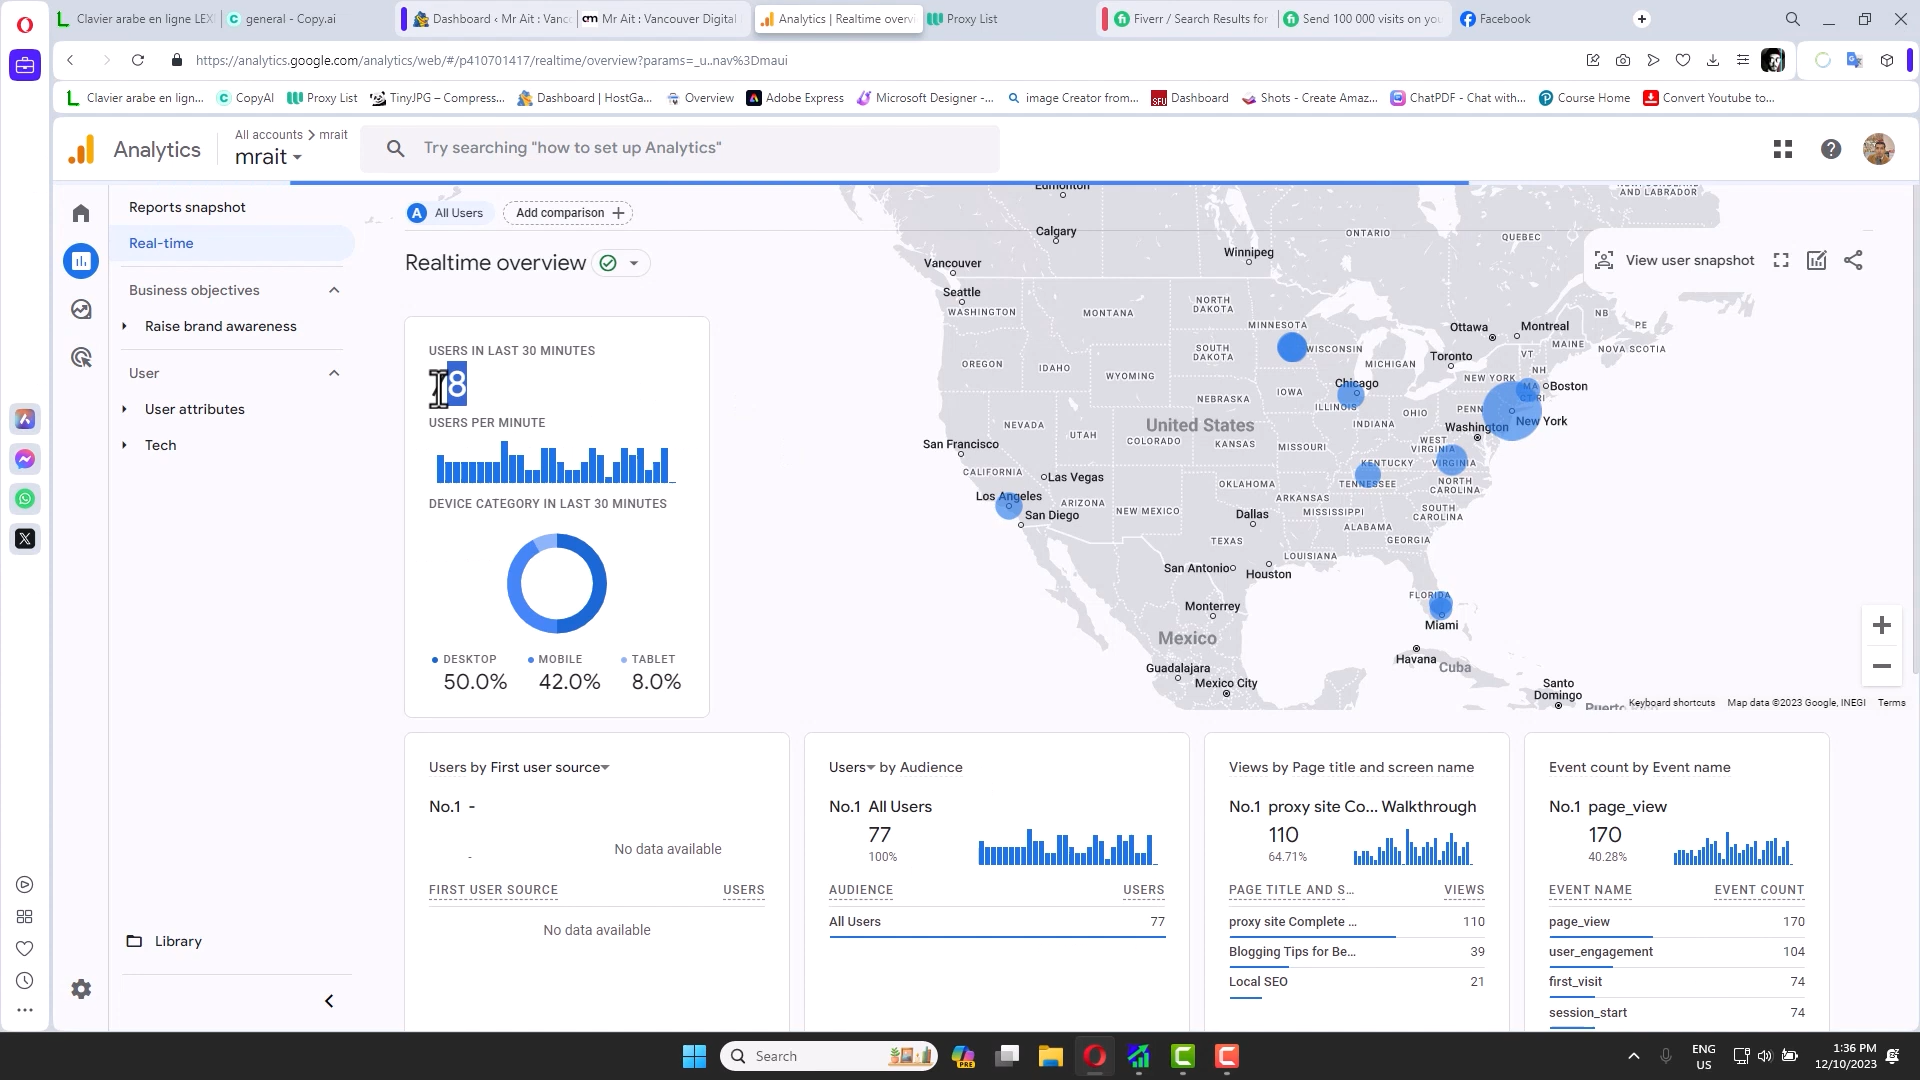 Clavier arabe en ligne LEX
general - Copy.ai
Dashboard ‹ Mr Ait : Vanc
Mr Ait : Vancouver Digital
Analytics | Realtime overvi
Proxy List
Fiverr / Search Results for
Send 100 000 visits on you
Facebook
https://analytics.google.com/analytics/web/#/p410701417/realtime/overview?params=_u..nav%3Dmaui
Clavier arabe en lign...
CopyAI
Proxy List
TinyJPG – Compress...
Dashboard | HostGa...
Overview
Adobe Express
Microsoft Designer -...
image Creator from...
SFU
Dashboard
Shots - Create Amaz...
ChatPDF - Chat with...
Course Home
Convert Youtube to...
Analytics
All accounts > mrait
mrait
Try searching "how to set up Analytics"
Reports snapshot
Real-time
Business objectives
Raise brand awareness
User
User attributes
Tech
Library
A All Users
Add comparison +
Realtime overview
View user snapshot
USERS IN LAST 30 MINUTES
8
USERS PER MINUTE
DEVICE CATEGORY IN LAST 30 MINUTES
DESKTOP
MOBILE
TABLET
50.0%
42.0%
8.0%
Edmonton
AND LABRADOR
Calgary
ONTARIO
QUEBEC
Winnipeg
Vancouver
Seattle
WASHINGTON
MONTANA
NORTH DAKOTA
MINNESOTA
NB
PE
Ottawa
Montreal
MAINE
NOVA SCOTIA
WISCONSIN
SOUTH DAKOTA
VT
Toronto
MICHIGAN
OREGON
IDAHO
WYOMING
NH
NEW YORK
Boston
Chicago
MA
CT RI
IOWA
NEBRASKA
ILLINOIS
OHIO
PENN
INDIANA
New York
NEVADA
United States
Washington
UTAH
COLORADO
KANSAS
MISSOURI
WEST VIRGINIA
San Francisco
KENTUCKY
VIRGINIA
CALIFORNIA
Las Vegas
TENNESSEE
NORTH CAROLINA
OKLAHOMA
Los Angeles
ARIZONA
ARKANSAS
NEW MEXICO
MISSISSIPPI
SOUTH CAROLINA
San Diego
Dallas
ALABAMA
TEXAS
GEORGIA
LOUISIANA
San Antonio
Houston
FLORIDA
Monterrey
Miami
Mexico
Havana
Cuba
Guadalajara
Mexico City
Santo Domingo
Puerto
Keyboard shortcuts
Map data ©2023 Google, INEGI
Terms
Users by First user source
No.1 -
-
No data available
FIRST USER SOURCE
USERS
No data available
Users by Audience
No.1 All Users
77
100%
AUDIENCE
USERS
All Users
77
Views by Page title and screen name
No.1 proxy site Co... Walkthrough
110
64.71%
PAGE TITLE AND S...
VIEWS
proxy site Complete ...
110
Blogging Tips for Be...
39
Local SEO
21
Event count by Event name
No.1 page_view
170
40.28%
EVENT NAME
EVENT COUNT
page_view
170
user_engagement
104
first_visit
74
session_start
74
Search
PRE
ENG
US
1:36 PM
12/10/2023